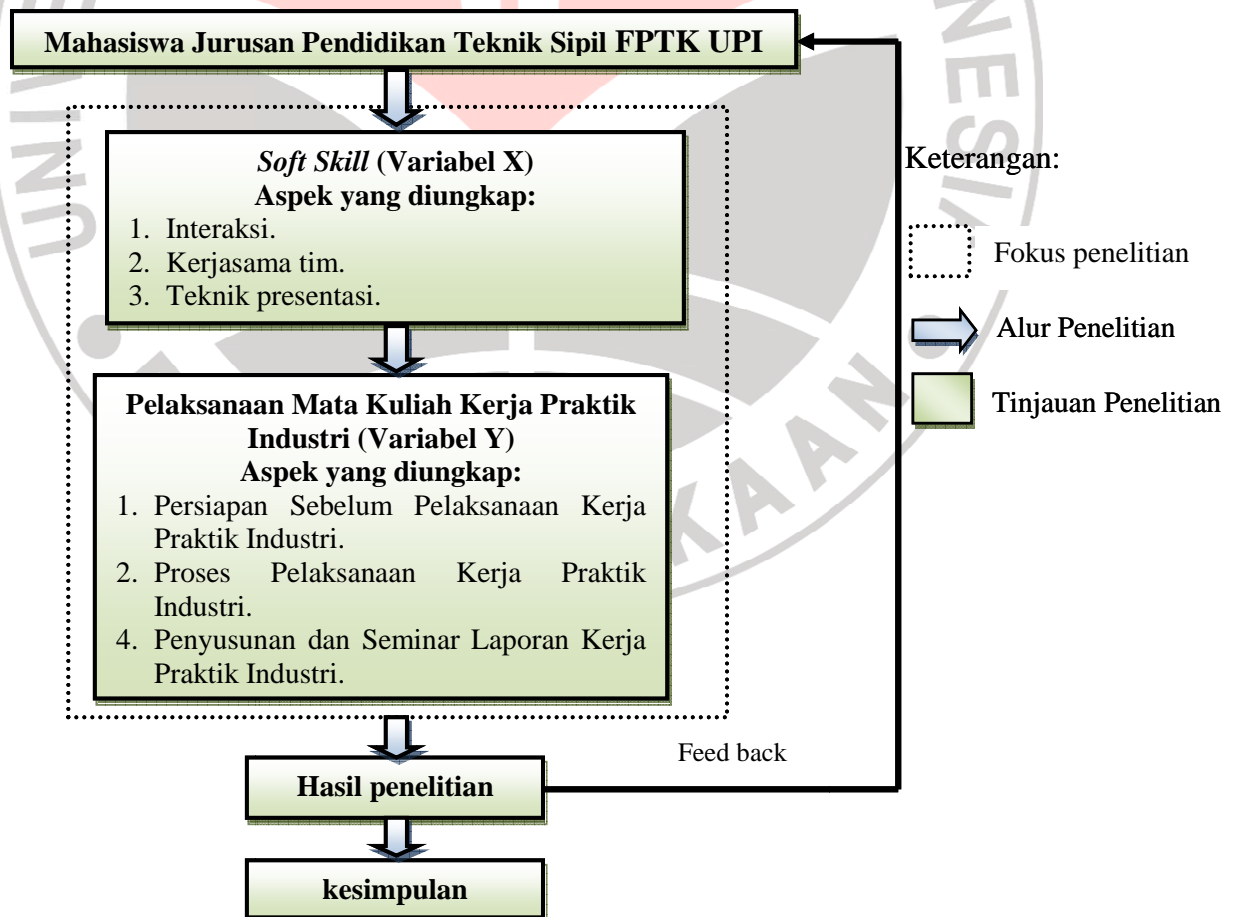 Mahasiswa Jurusan Pendidikan Teknik Sipil FPTK UPI
Soft Skill (Variabel X)
Aspek yang diungkap:
1. Interaksi.
2. Kerjasama tim.
3. Teknik presentasi.
Pelaksanaan Mata Kuliah Kerja Praktik
Industri (Variabel Y)
Aspek yang diungkap:
1. Persiapan Sebelum Pelaksanaan Kerja
Praktik Industri.
2. Proses Pelaksanaan Kerja Praktik
Industri.
4. Penyusunan dan Seminar Laporan Kerja
Praktik Industri.
Feed back
Hasil penelitian
kesimpulan
Keterangan:
Fokus penelitian
Alur Penelitian
Tinjauan Penelitian